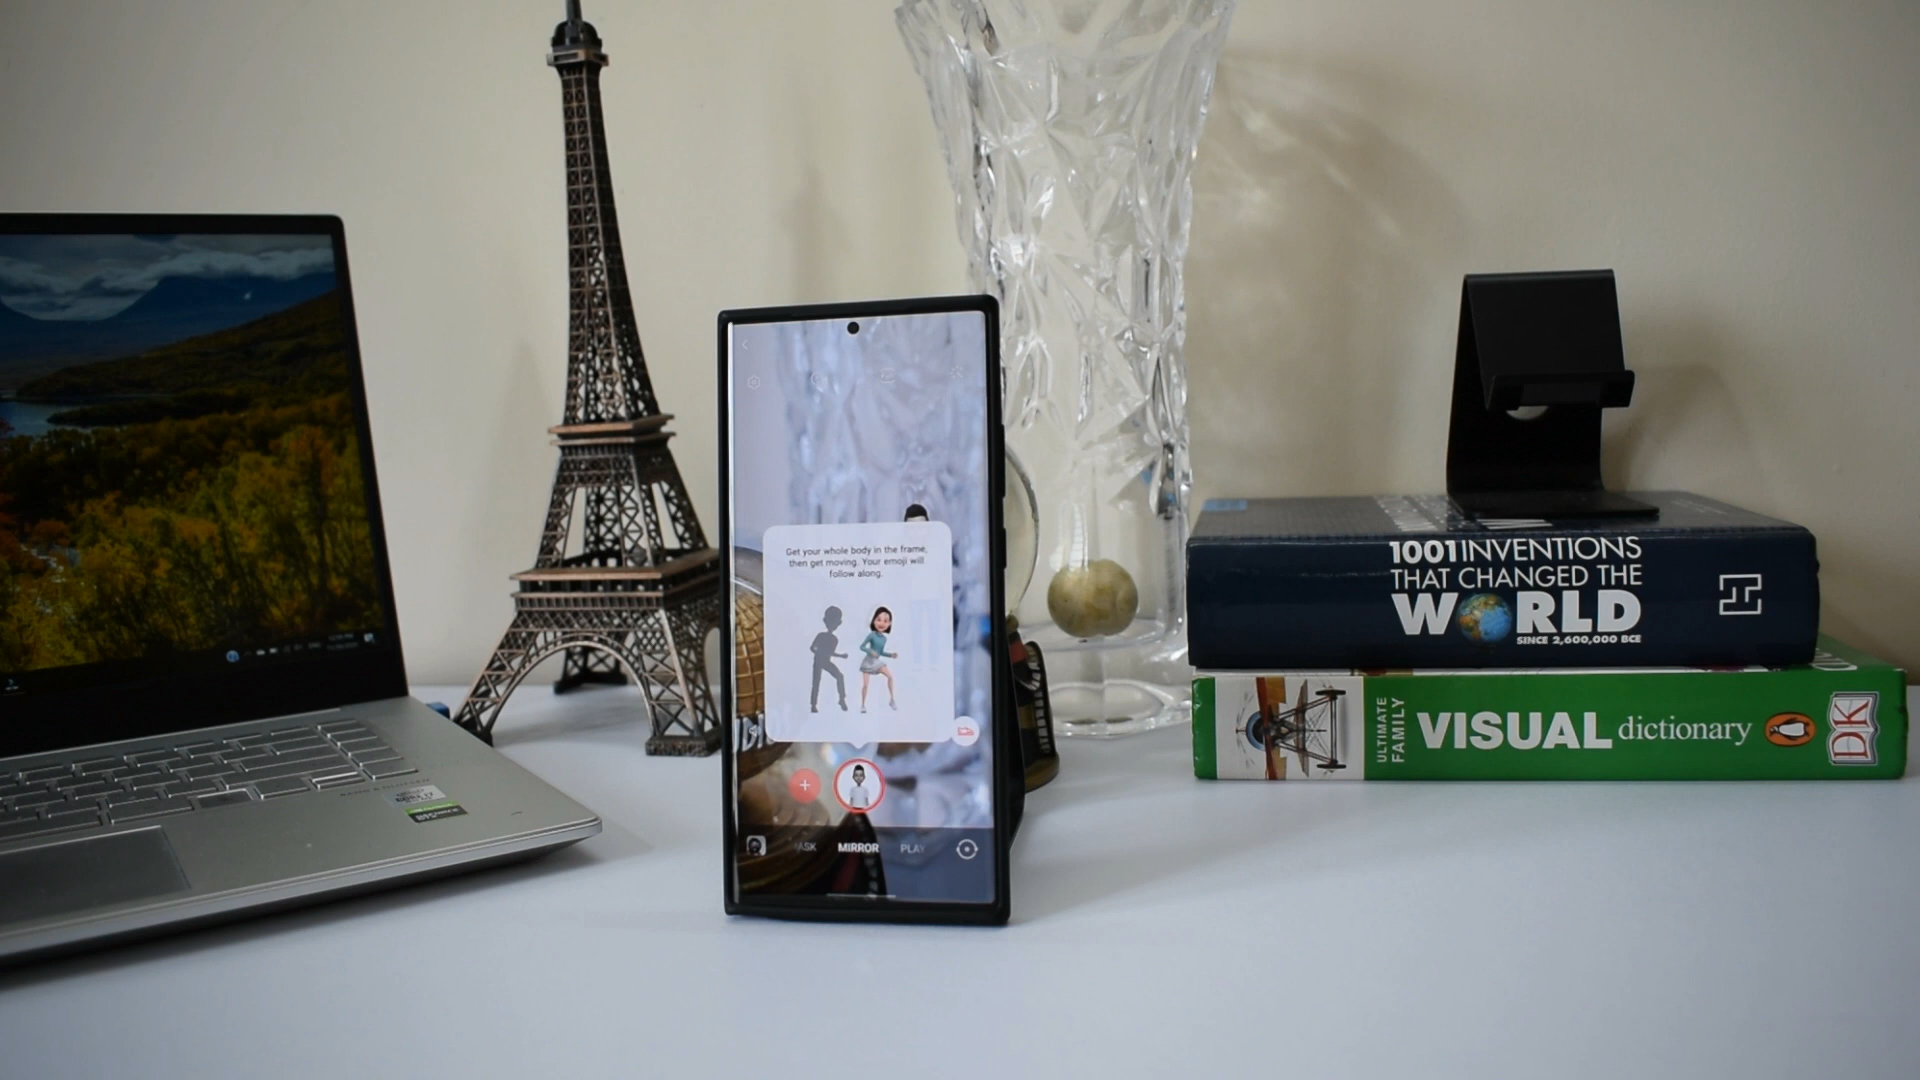 Get your whole body in the frame,
then get moving. Your emoji will
follow along.
MIRROR
PLAY
1001 INVENTIONS
THAT CHANGED THE
WORLD
SINCE 2,600,000 BCE
ULTIMATE
FAMILY
VISUAL dictionary
DK